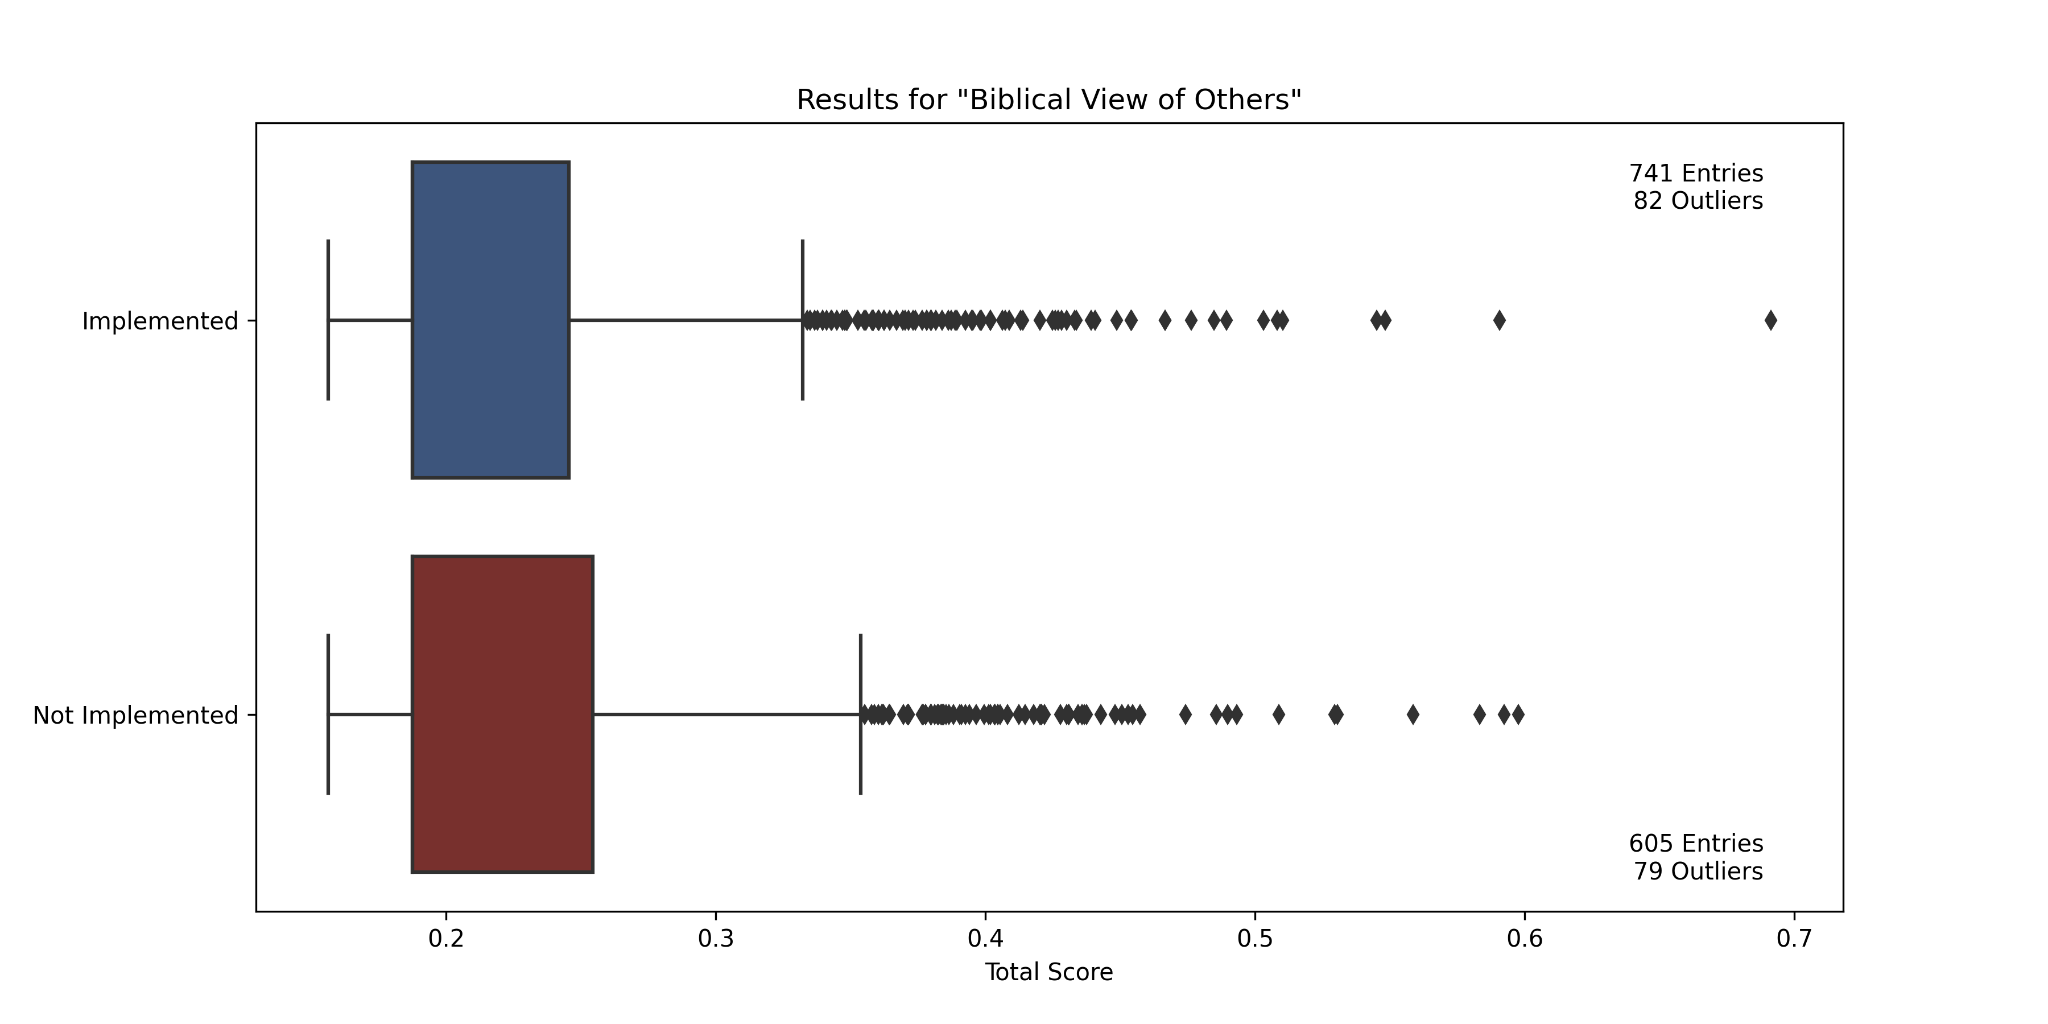 Results for "Biblical View of Others"
741 Entries
82 Outliers
Implemented
Not Implemented
605 Entries
79 Outliers
0.2 0.3 0.4 0.5 0.6 0.7
Total Score